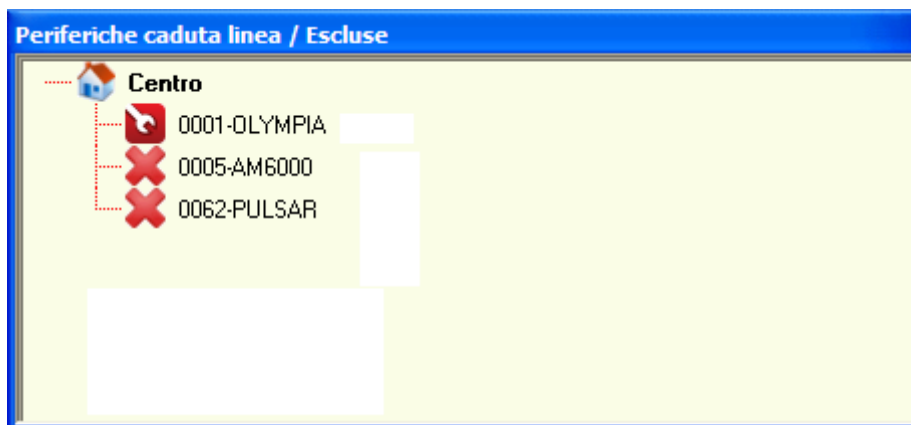 Periferiche caduta linea / Escluse
Centro
0001-OLYMPIA
0005-AM6000
0062-PULSAR